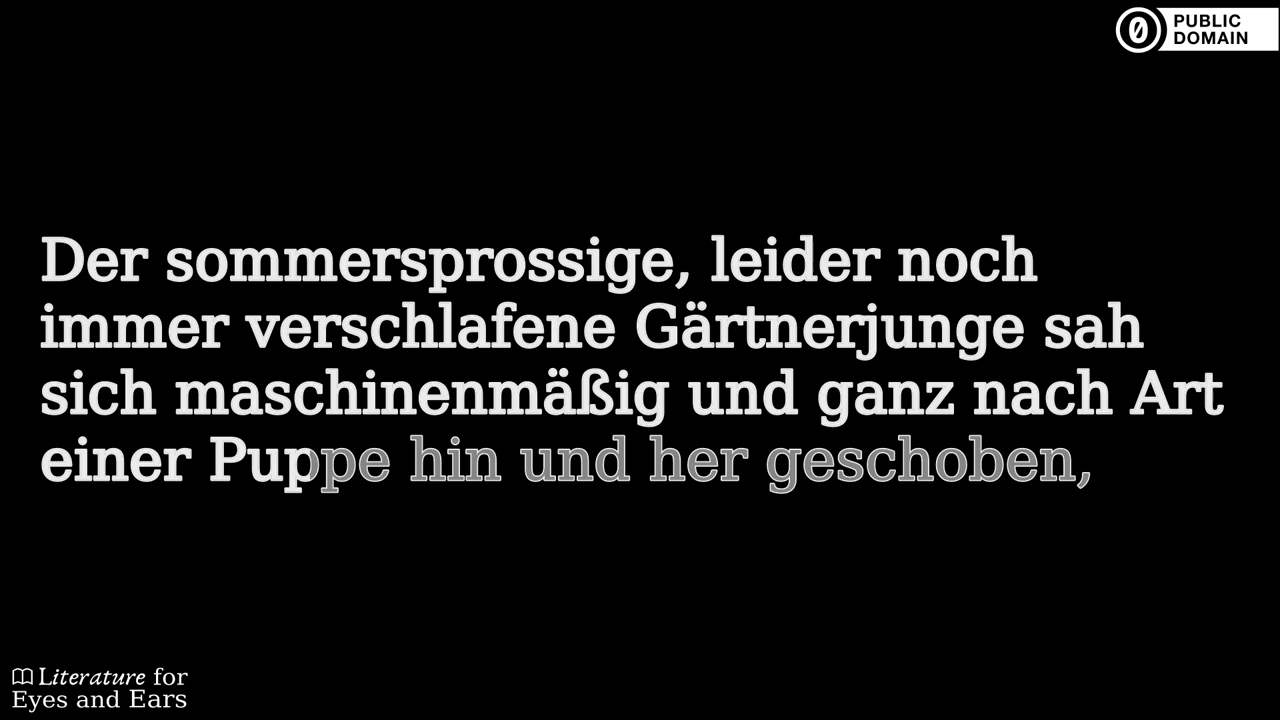 PUBLIC
DOMAIN
Der sommersprossige, leider noch
immer verschlafene Gärtnerjunge sah
sich maschinenmäßig und ganz nach Art
einer Puppe hin und her geschoben,
Literature for
Eyes and Ears